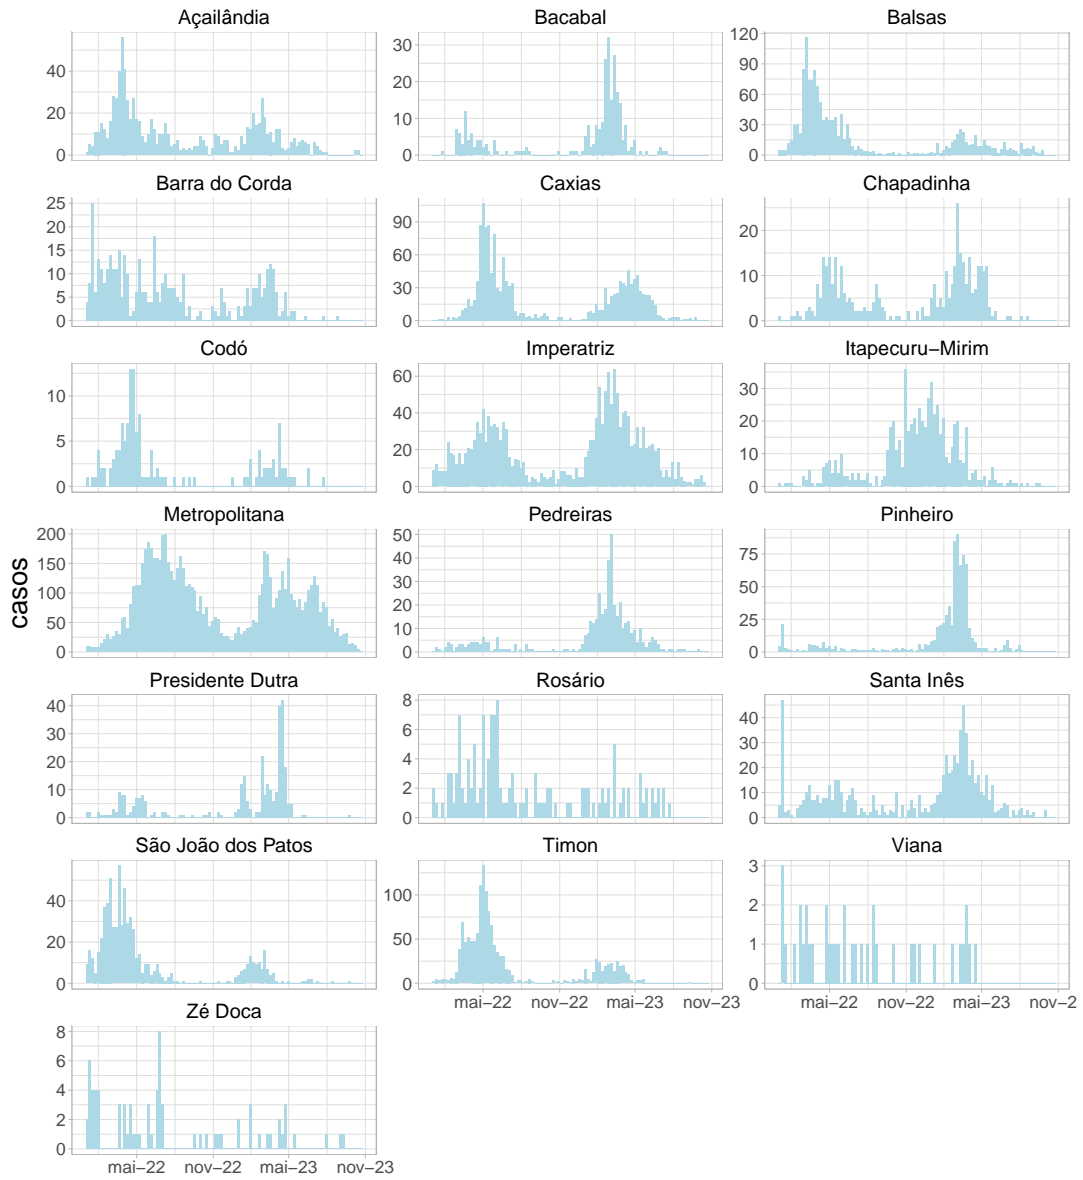 Açailândia Bacabal Balsas
0 20 40
0 10 20 30
0 30 60 90 120
Barra do Corda Caxias Chapadinha
0 5 10 15 20 25
0 30 60 90
0 10 20
Codó Imperatriz Itapecuru−Mirim
0 5 10
0 20 40 60
0 10 20 30
Metropolitana Pedreiras Pinheiro
0 50 100 150 200
0 10 20 30 40 50
0 25 50 75
casos
Presidente Dutra Rosário Santa Inês
0 10 20 30 40
0 2 4 6 8
0 10 20 30 40
São João dos Patos Timon Viana
0 20 40
0 50 100
0 1 2 3
mai−22 nov−22 mai−23 nov−23
mai−22 nov−22 mai−23 nov−2
Zé Doca
0 2 4 6 8
mai−22 nov−22 mai−23 nov−23